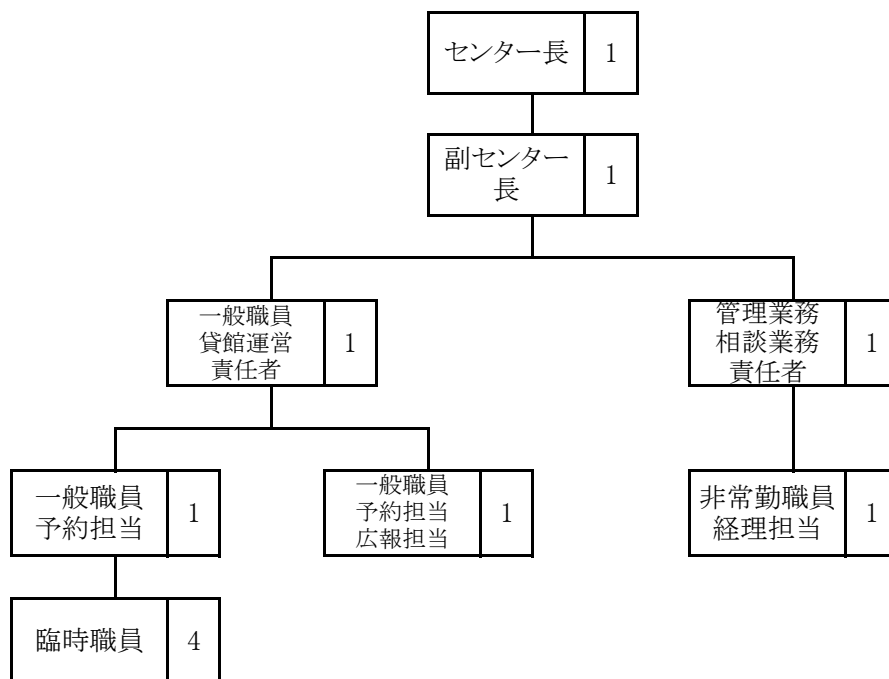 センター長 1
副センター
長
1
一般職員
貸館運営
責任者
1
管理業務
相談業務
責任者
1
一般職員
予約担当
1
一般職員
予約担当
広報担当
1
非常勤職員
経理担当
1
臨時職員 4